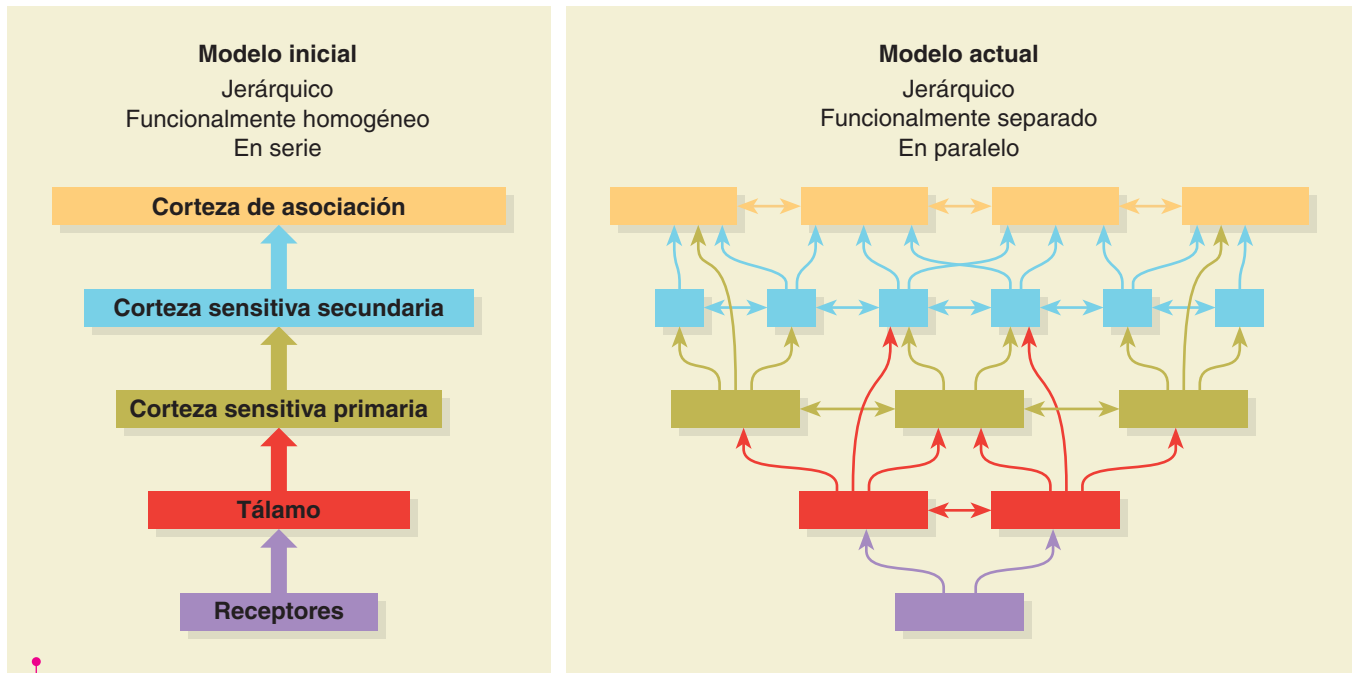 Modelo inicial
Jerárquico
Funcionalmente homogéneo
En serie
Corteza de asociación
Corteza sensitiva secundaria
Corteza sensitiva primaria
Tálamo
Receptores
Modelo actual
Jerárquico
Funcionalmente separado
En paralelo